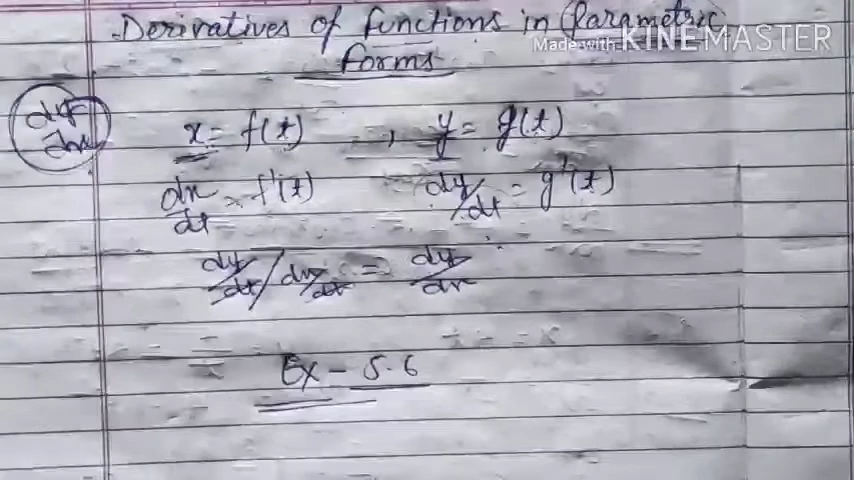 Derivatives of functions in Parametric
Made with KINEMASTER
forms
dy/dx
x = f(t) , y = g(t)
dx/dt = f'(t) dy/dt = g'(t)
dy/dt / dx/dt = dy/dx
Ex - 5.6